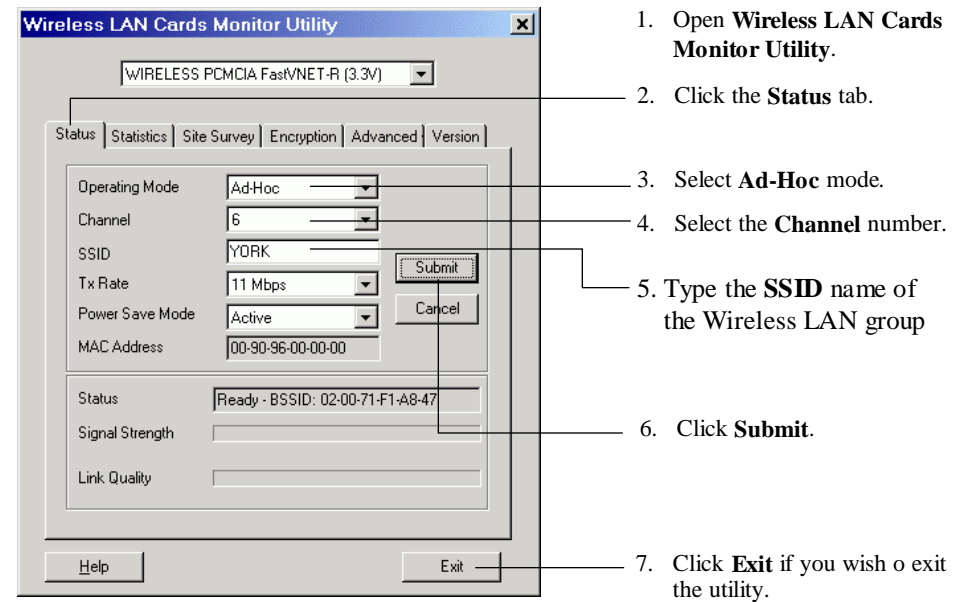 Wireless LAN Cards Monitor Utility
WIRELESS PCMCIA FastVNET-R (3.3V)
Status Statistics Site Survey Encryption Advanced Version
Operating Mode Ad-Hoc
Channel 6
SSID YORK
Tx Rate 11 Mbps
Power Save Mode Active
MAC Address 00-90-96-00-00-00
Submit
Cancel
Status Ready - BSSID: 02-00-71-F1-A8-47
Signal Strength
Link Quality
Help Exit
1. Open Wireless LAN Cards
Monitor Utility.
2. Click the Status tab.
3. Select Ad-Hoc mode.
4. Select the Channel number.
5. Type the SSID name of
the Wireless LAN group
6. Click Submit.
7. Click Exit if you wish o exit
the utility.